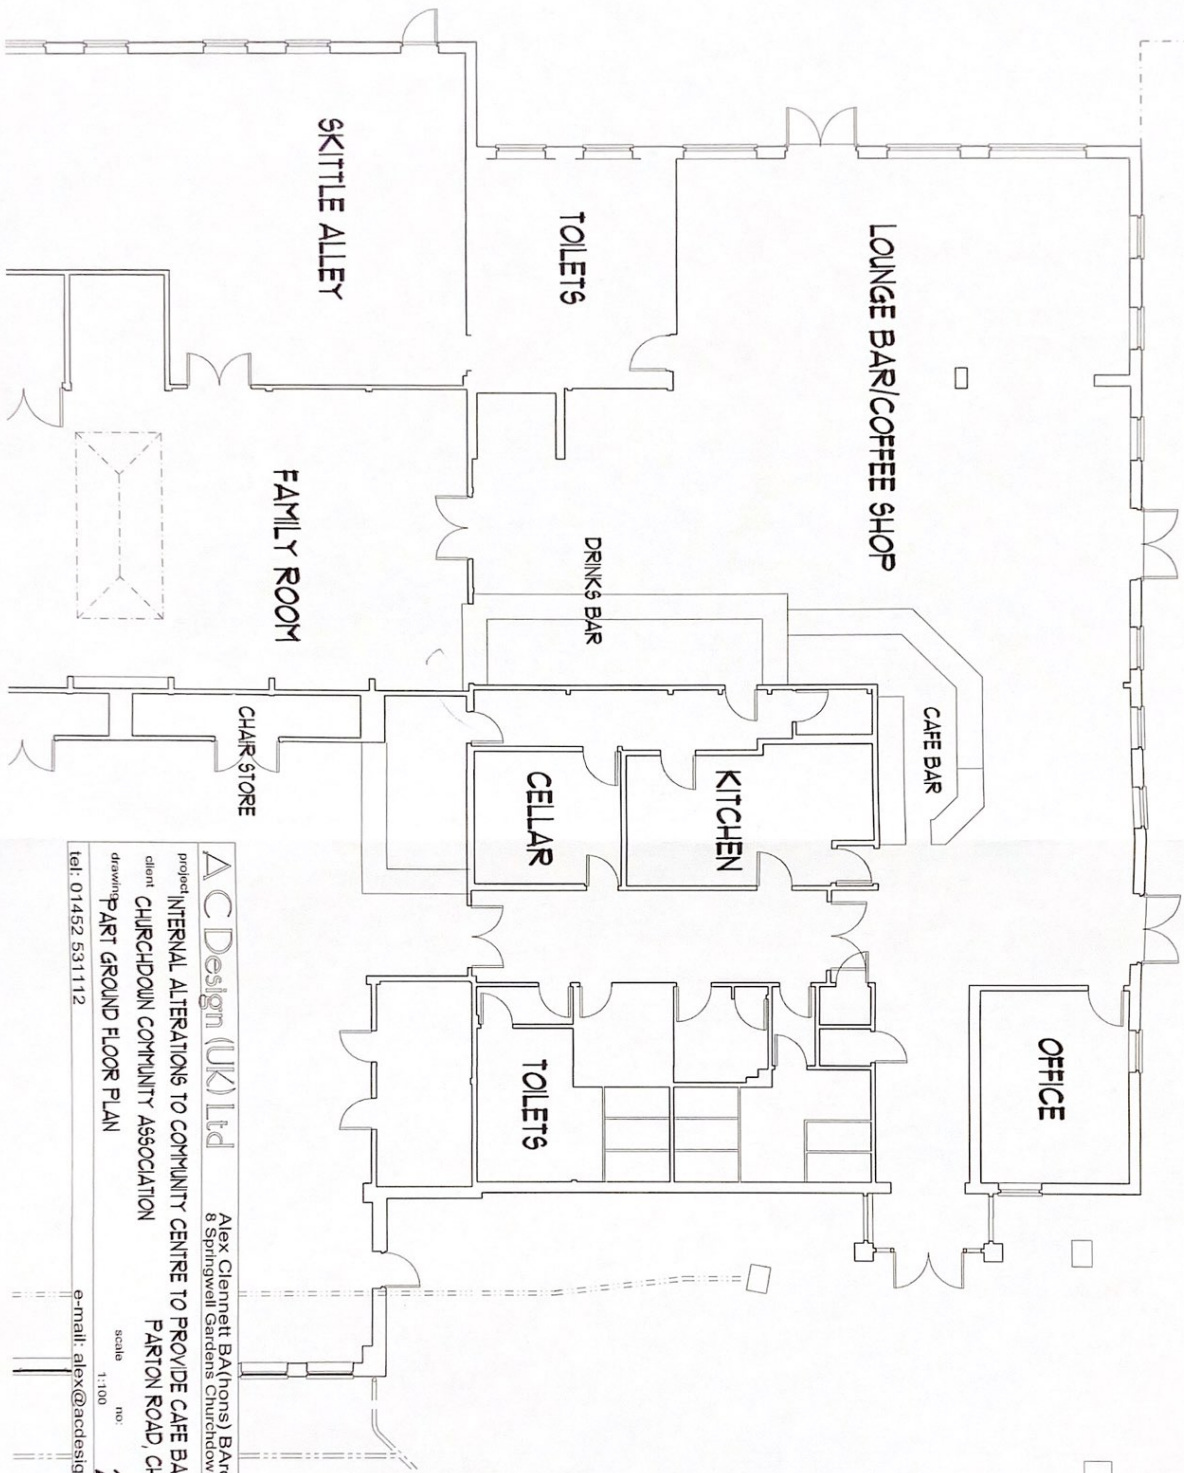 SKITTLE ALLEY
TOILETS
LOUNGE BAR/COFFEE SHOP
FAMILY ROOM
DRINKS BAR
CHAIR STORE
CELLAR
KITCHEN
CAFE BAR
TOILETS
OFFICE
A C Design (UK) Ltd
Alex Clennett BA(hons)
8 Springwell Gardens
project INTERNAL ALTERATIONS TO COMMUNITY CENTRE TO PROVIDE CAFE
PARTON ROAD,
client CHURCHDOWN COMMUNITY ASSOCIATION
drawing PART GROUND FLOOR PLAN
scale 1:100
no:
tel: 01452 531112
e-mail: